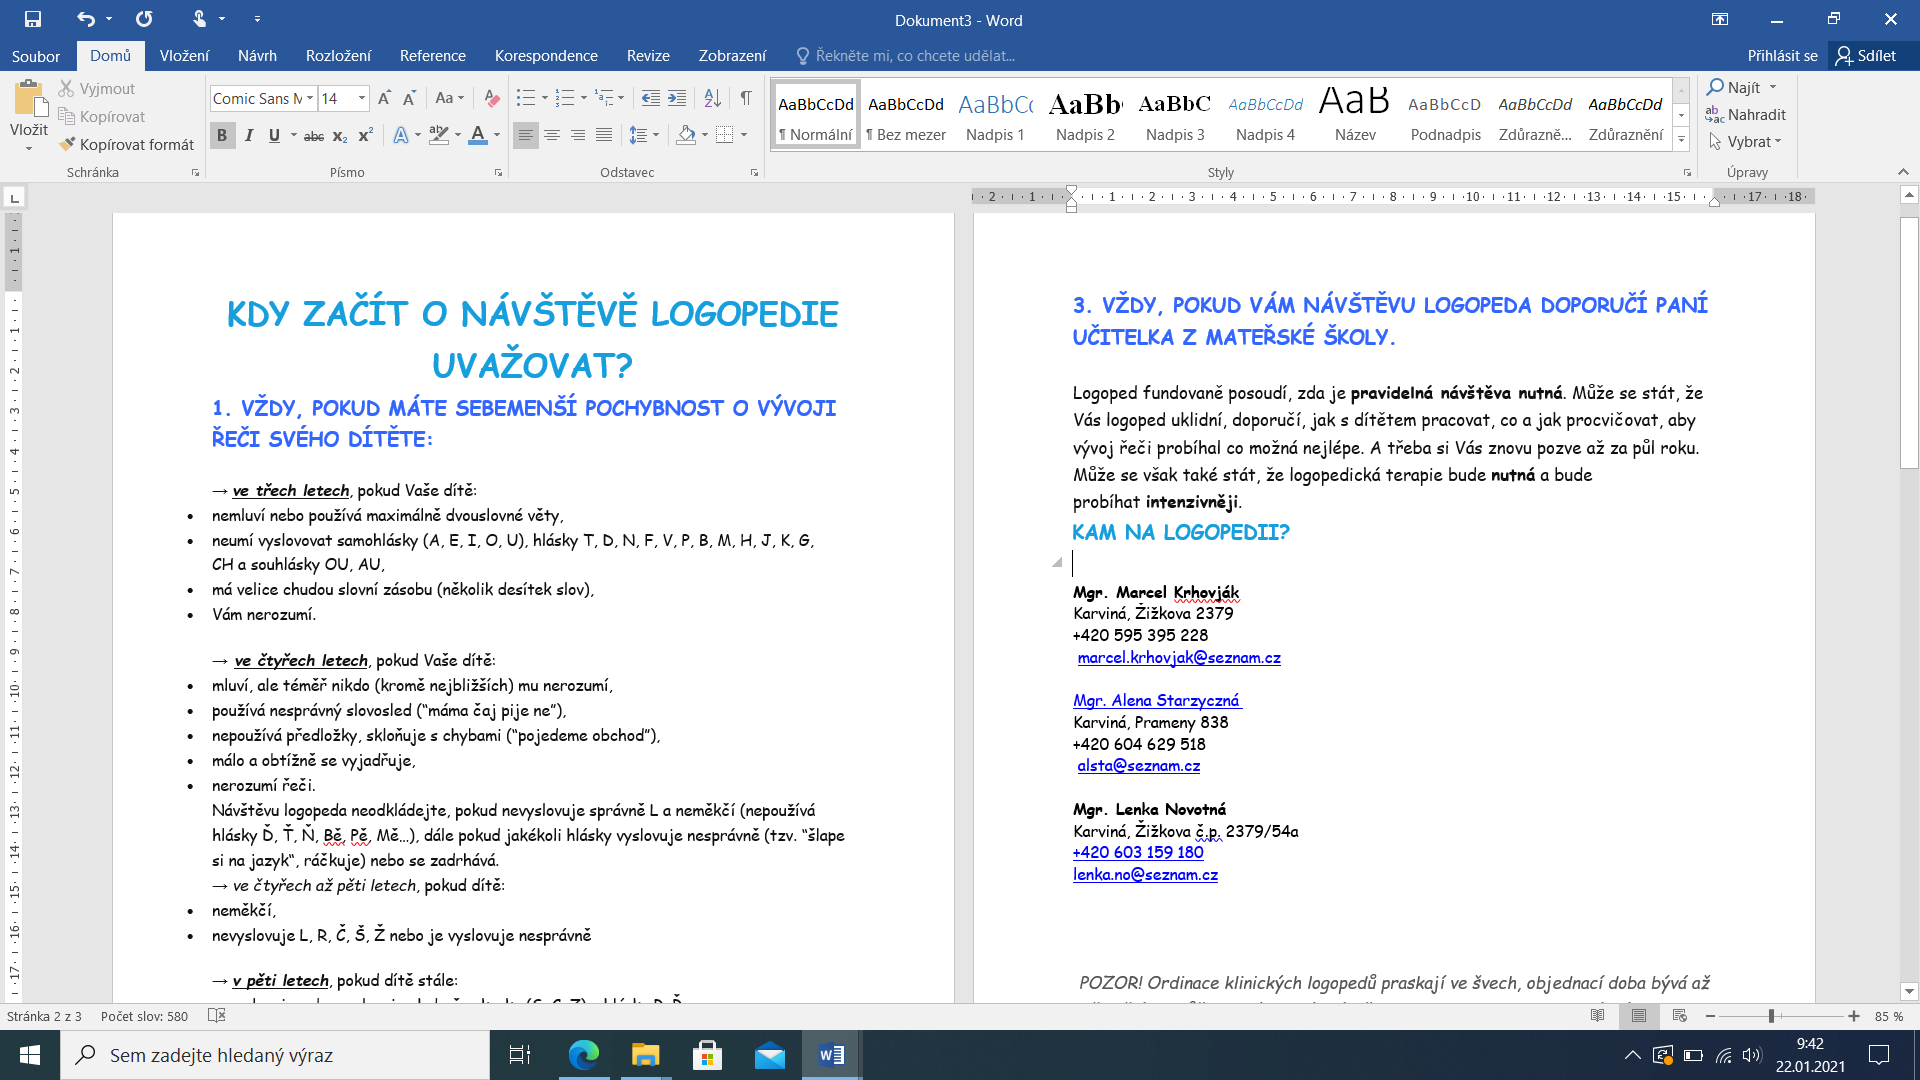 Dokument3 - Word
Soubor
Domů
Vložení
Návrh
Rozložení
Reference
Korespondence
Revize
Zobrazení
Řekněte mi, co chcete udělat...
Přihlásit se
Sdílet
Vložit
Vyjmout
Kopírovat
Kopírovat formát
Schránka
Comic Sans M
14
Písmo
Odstavec
AaBbCcDd
¶ Normální
AaBbCcDd
¶ Bez mezer
AaBbCc
Nadpis 1
AaBb
Nadpis 2
AaBbC
Nadpis 3
AaBbCcDd
Nadpis 4
AaB
Název
AaBbCcD
Podnadpis
AaBbCcDd
Zdůrazně...
AaBbCcDd
Zdůraznění
Styly
Najít
Nahradit
Vybrat
Úpravy
KDY ZAČÍT O NÁVŠTĚVĚ LOGOPEDIE
UVAŽOVAT?
1. VŽDY, POKUD MÁTE SEBEMENŠÍ POCHYBNOST O VÝVOJI
ŘEČI SVÉHO DÍTĚTE:
→ ve třech letech, pokud Vaše dítě:
• nemluví nebo používá maximálně dvouslovné věty,
• neumí vyslovovat samohlásky (A, E, I, O, U), hlásky T, D, N, F, V, P, B, M, H, J, K, G,
CH a souhlásky OU, AU,
• má velice chudou slovní zásobu (několik desítek slov),
• Vám nerozumí.
→ ve čtyřech letech, pokud Vaše dítě:
• mluví, ale téměř nikdo (kromě nejbližších) mu nerozumí,
• používá nesprávný slovosled (“máma čaj pije ne”),
• nepoužívá předložky, skloňuje s chybami (“pojedeme obchod”),
• málo a obtížně se vyjadřuje,
• nerozumí řeči.
Návštěvu logopeda neodkládejte, pokud nevyslovuje správně L a neměkčí (nepoužívá
hlásky Ď, Ť, Ň, Bě, Pě, Mě…), dále pokud jakékoli hlásky vyslovuje nesprávně (tzv. “šlape
si na jazyk“, ráčkuje) nebo se zadrhává.
→ ve čtyřech až pěti letech, pokud dítě:
• neměkčí,
• nevyslovuje L, R, Č, Š, Ž nebo je vyslovuje nesprávně
→ v pěti letech, pokud dítě stále:
3. VŽDY, POKUD VÁM NÁVŠTĚVU LOGOPEDA DOPORUČÍ PANÍ
UČITELKA Z MATEŘSKÉ ŠKOLY.
Logoped fundovaně posoudí, zda je pravidelná návštěva nutná. Může se stát, že
Vás logoped uklidní, doporučí, jak s dítětem pracovat, co a jak procvičovat, aby
vývoj řeči probíhal co možná nejlépe. A třeba si Vás znovu pozve až za půl roku.
Může se však také stát, že logopedická terapie bude nutná a bude
probíhat intenzivněji.
KAM NA LOGOPEDII?
Mgr. Marcel Krhovják
Karviná, Žižkova 2379
+420 595 395 228
marcel.krhovjak@seznam.cz
Mgr. Alena Starzyczná
Karviná, Prameny 838
+420 604 629 518
alsta@seznam.cz
Mgr. Lenka Novotná
Karviná, Žižkova č.p. 2379/54a
+420 603 159 180
lenka.no@seznam.cz
POZOR! Ordinace klinických logopedů praskají ve švech, objednací doba bývá až
Stránka 2 z 3
Počet slov: 580
85 %
Sem zadejte hledaný výraz
9:42
22.01.2021